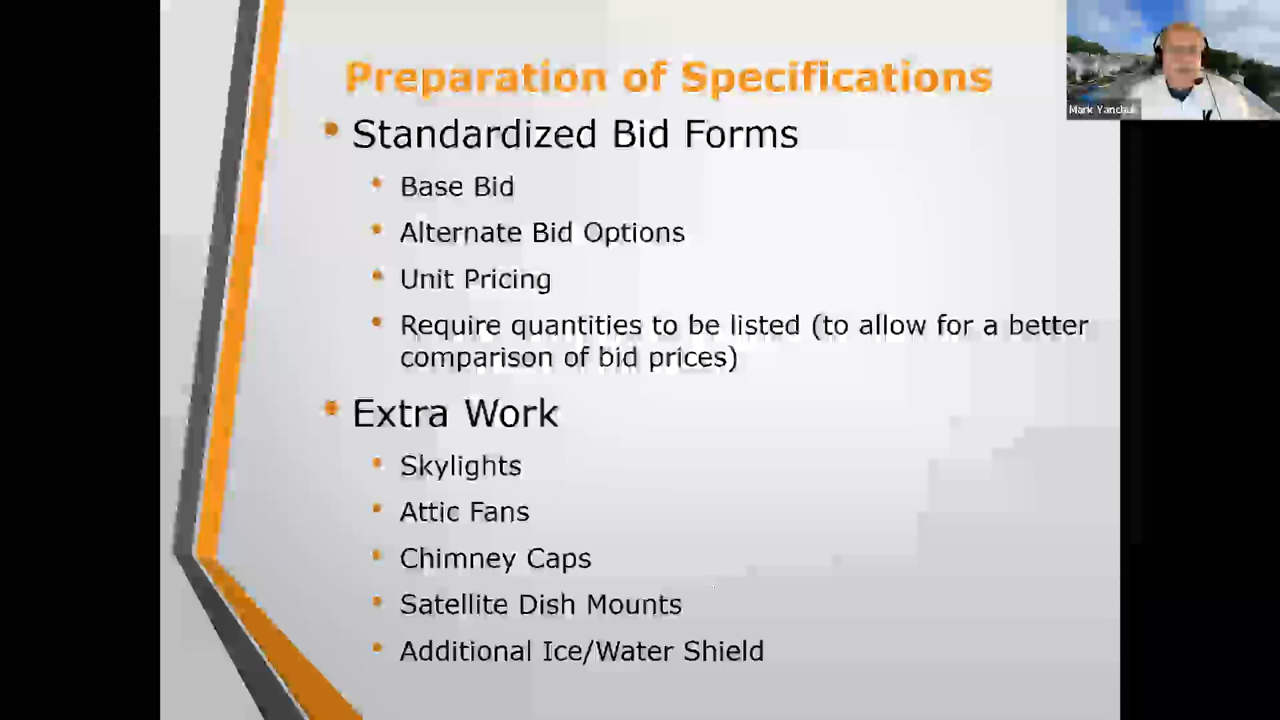 Preparation of Specifications
Mark Yanchuk
• Standardized Bid Forms
• Base Bid
• Alternate Bid Options
• Unit Pricing
• Require quantities to be listed (to allow for a better
comparison of bid prices)
• Extra Work
• Skylights
• Attic Fans
• Chimney Caps
• Satellite Dish Mounts
• Additional Ice/Water Shield